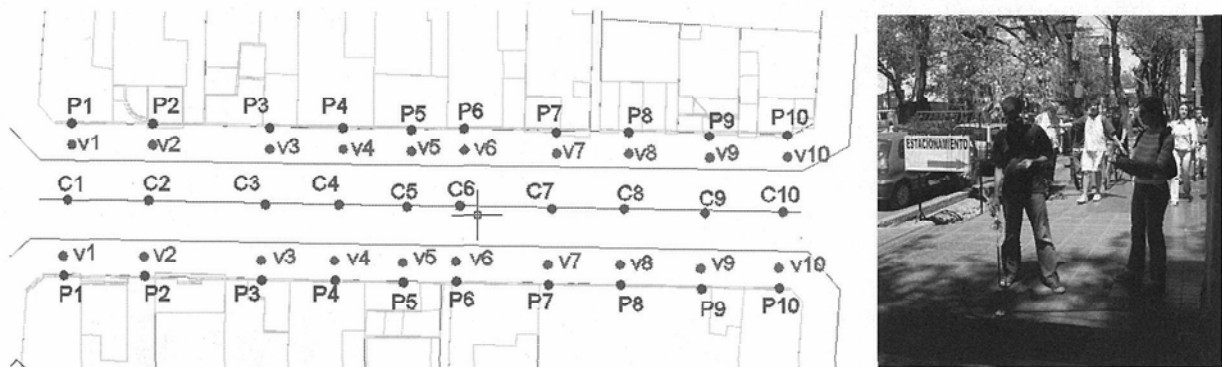 P1 P2 P3 P4 P5 P6 P7 P8 P9 P10
v1 v2 v3 v4 v5 v6 v7 v8 v9 v10
C1 C2 C3 C4 C5 C6 C7 C8 C9 C10
v1 v2 v3 v4 v5 v6 v7 v8 v9 v10
P1 P2 P3 P4 P5 P6 P7 P8 P9 P10
ESTACIONAMIENTO